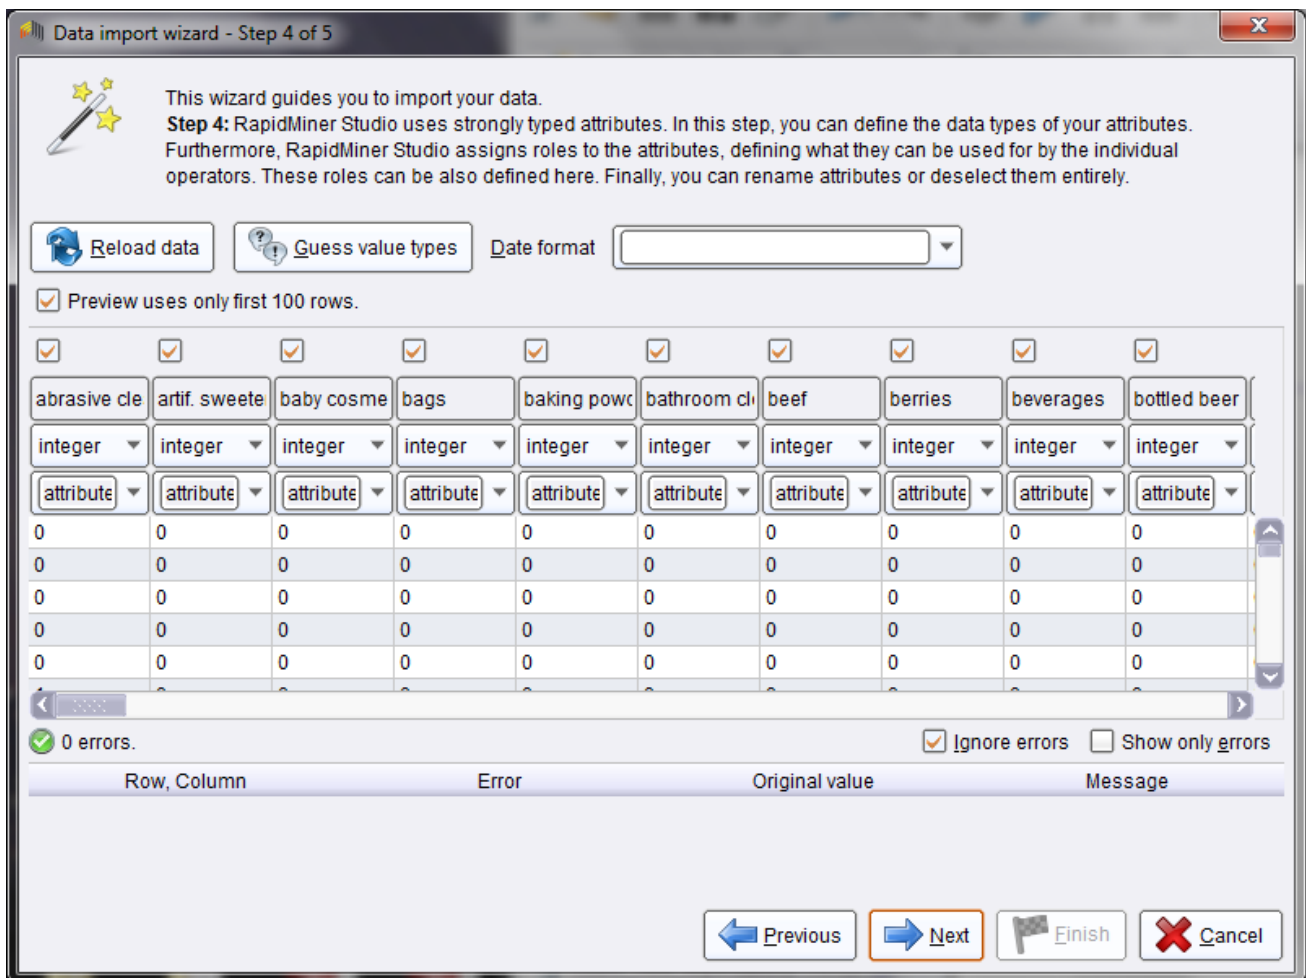 Data import wizard - Step 4 of 5
This wizard guides you to import your data.
Step 4: RapidMiner Studio uses strongly typed attributes. In this step, you can define the data types of your attributes.
Furthermore, RapidMiner Studio assigns roles to the attributes, defining what they can be used for by the individual
operators. These roles can be also defined here. Finally, you can rename attributes or deselect them entirely.
Reload data Guess value types Date format
Preview uses only first 100 rows.
abrasive cle artif. sweete baby cosme bags baking powd bathroom cl beef berries beverages bottled beer
integer integer integer integer integer integer integer integer integer integer
attribute attribute attribute attribute attribute attribute attribute attribute attribute attribute
0 0 0 0 0 0 0 0 0 0
0 0 0 0 0 0 0 0 0 0
0 0 0 0 0 0 0 0 0 0
0 0 0 0 0 0 0 0 0 0
0 0 0 0 0 0 0 0 0 0
0 errors. Ignore errors Show only errors
Row, Column Error Original value Message
Previous Next Finish Cancel